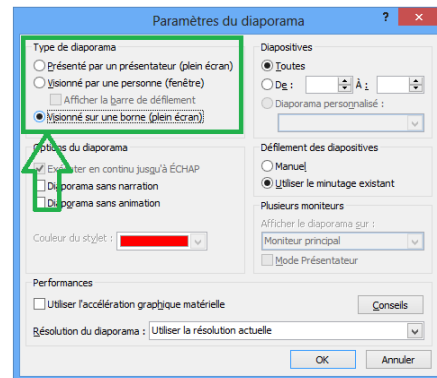 Paramètres du diaporama
?
Type de diaporama
Présenté par un présentateur (plein écran)
Visionné par une personne (fenêtre)
Afficher la barre de défilement
Visionné sur une borne (plein écran)
Diapositives
Toutes
De :
À :
Diaporama personnalisé :
Options du diaporama
Exécuter en continu jusqu'à ÉCHAP
Diaporama sans narration
Diaporama sans animation
Couleur du stylet :
Défilement des diapositives
Manuel
Utiliser le minutage existant
Plusieurs moniteurs
Afficher le diaporama sur :
Moniteur principal
Mode Présentateur
Performances
Utiliser l'accélération graphique matérielle
Conseils
Résolution du diaporama : Utiliser la résolution actuelle
OK Annuler